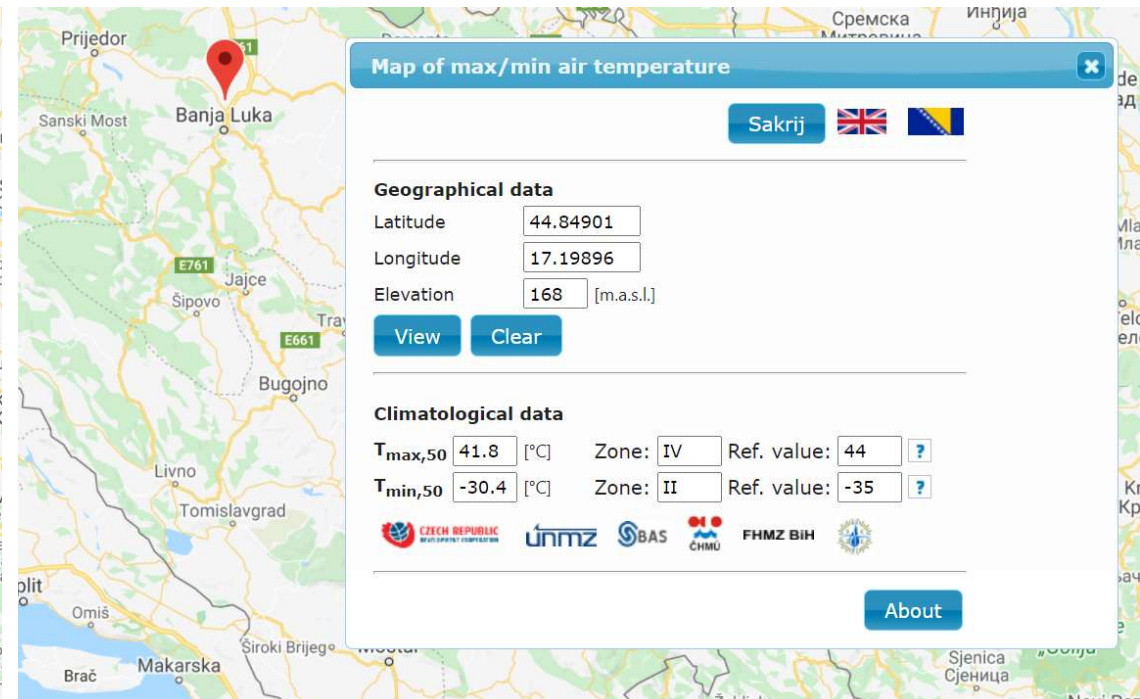 Prijedor
Banja Luka
Sanski Most
E761
Jajce
Šipovo
E661
Bugojno
Livno
Tomislavgrad
Omiš
Široki Brijeg
Makarska
Brač
Сремска
Инђија
Sjenica
Сјеница
Map of max/min air temperature
Sakrij
Geographical data
Latitude 44.84901
Longitude 17.19896
Elevation 168 [m.a.s.l.]
View Clear
Climatological data
Tmax,50 41.8 [°C] Zone: IV Ref. value: 44 ?
Tmin,50 -30.4 [°C] Zone: II Ref. value: -35 ?
CZECH REPUBLIC
DEVELOPMENT COOPERATION
únmz
BAS
ČHMÚ
FHMZ BiH
About